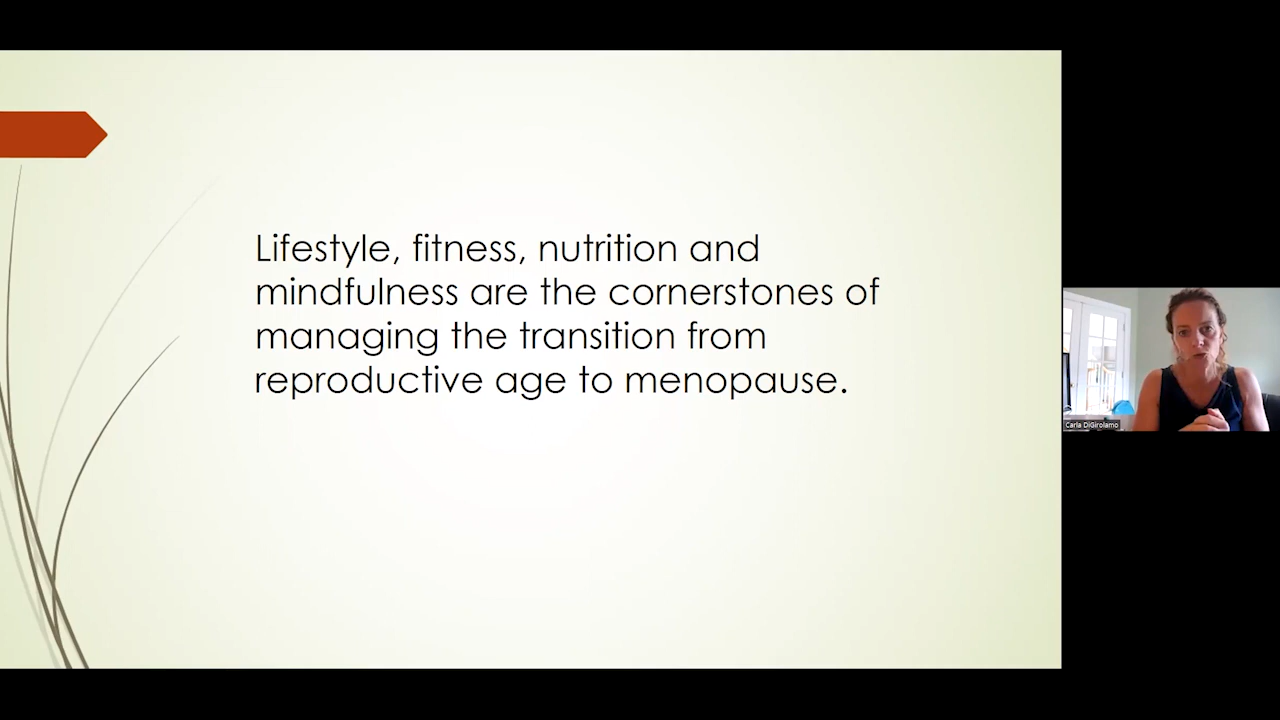 Lifestyle, fitness, nutrition and
mindfulness are the cornerstones of
managing the transition from
reproductive age to menopause.
Carla DiGirolamo